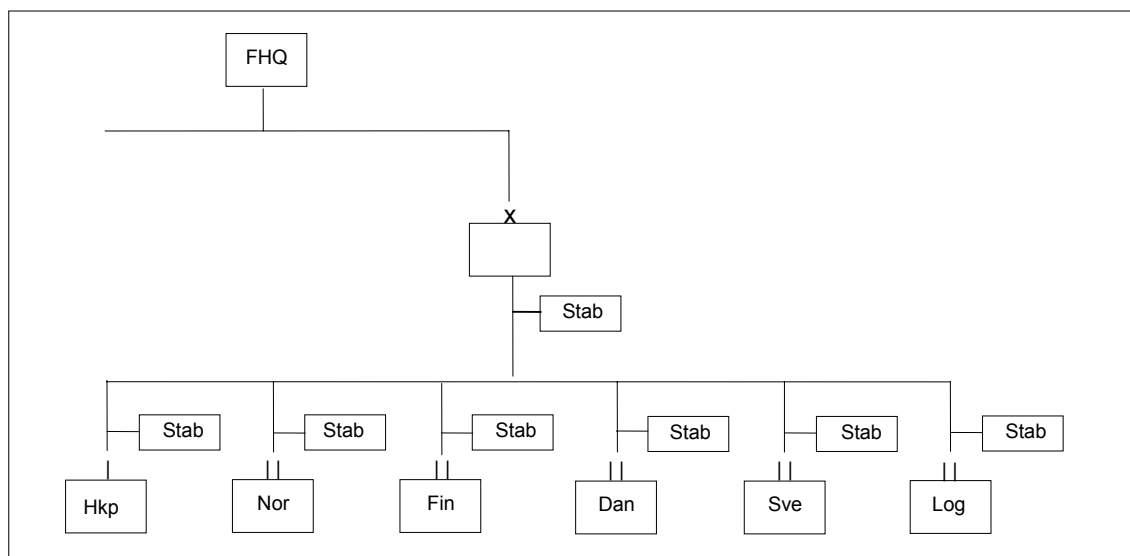 FHQ
x
Stab
Stab Stab Stab Stab Stab Stab
| || || || || ||
Hkp Nor Fin Dan Sve Log